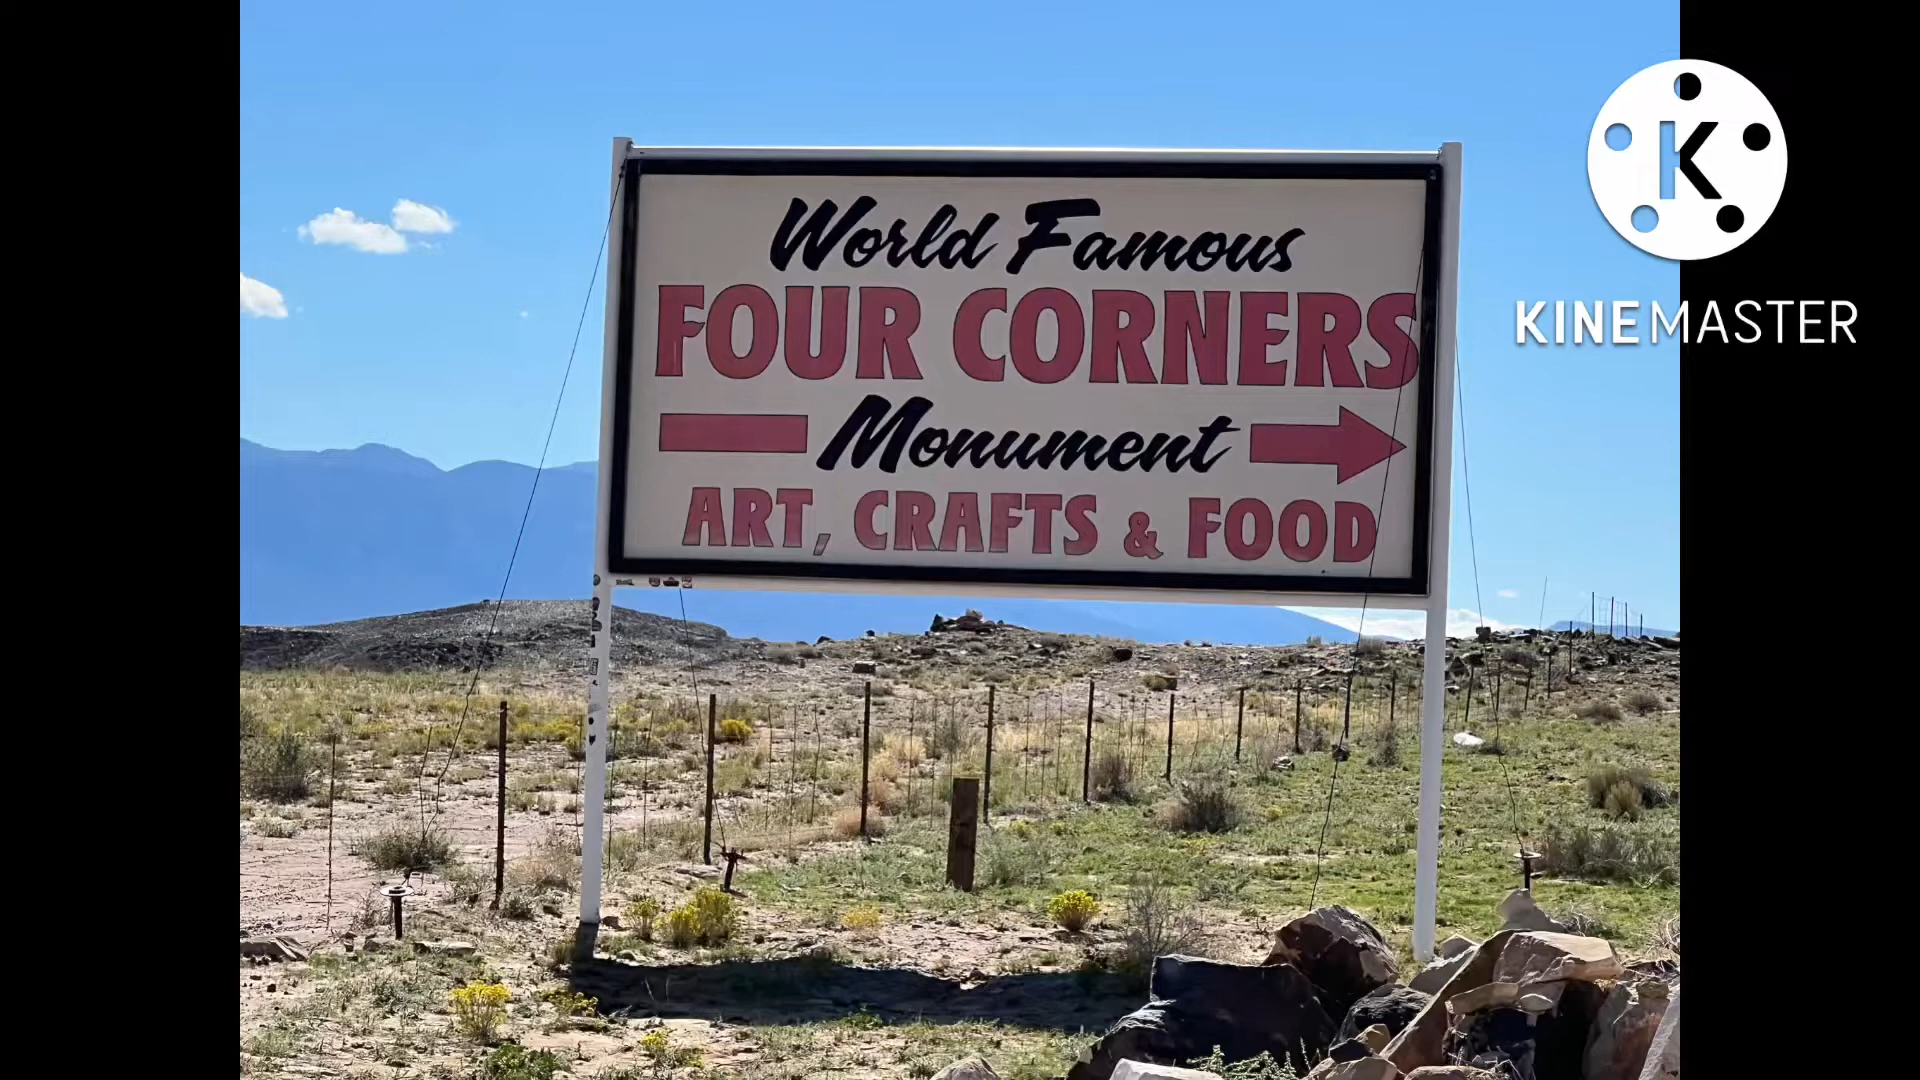 World Famous
FOUR CORNERS
Monument
ART, CRAFTS & FOOD
K
KINEMASTER